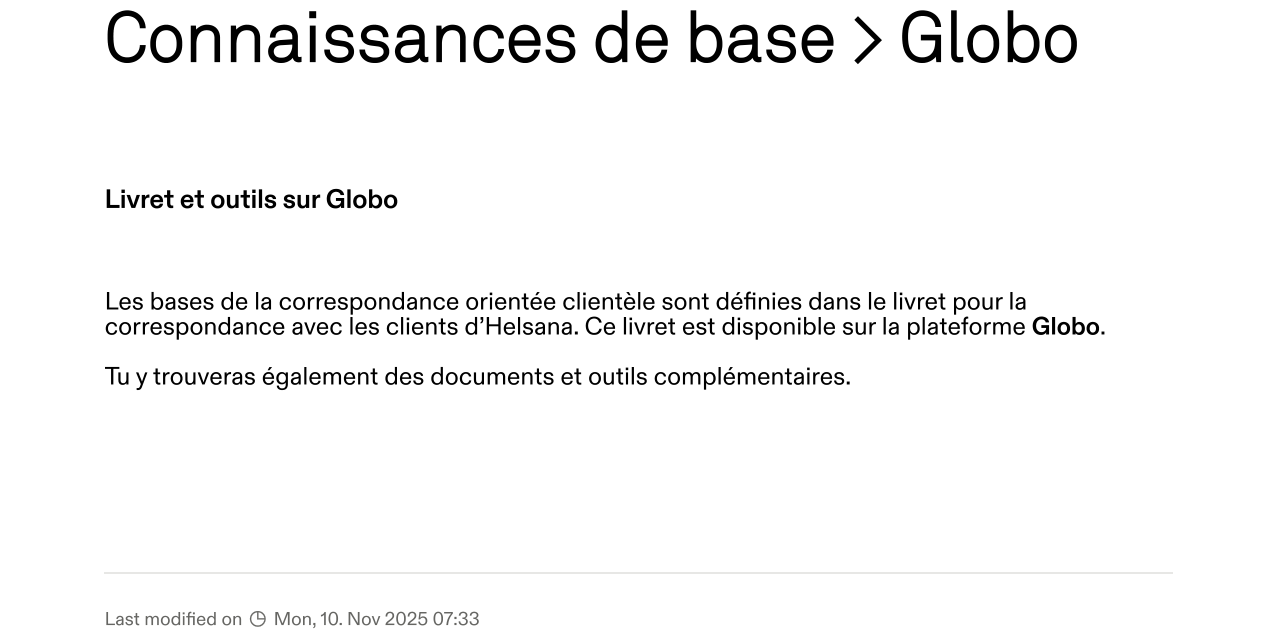 Connaissances de base > Globo
Livret et outils sur Globo
Les bases de la correspondance orientée clientèle sont définies dans le livret pour la
correspondance avec les clients d’Helsana. Ce livret est disponible sur la plateforme Globo.
Tu y trouveras également des documents et outils complémentaires.
Last modified on Mon, 10. Nov 2025 07:33